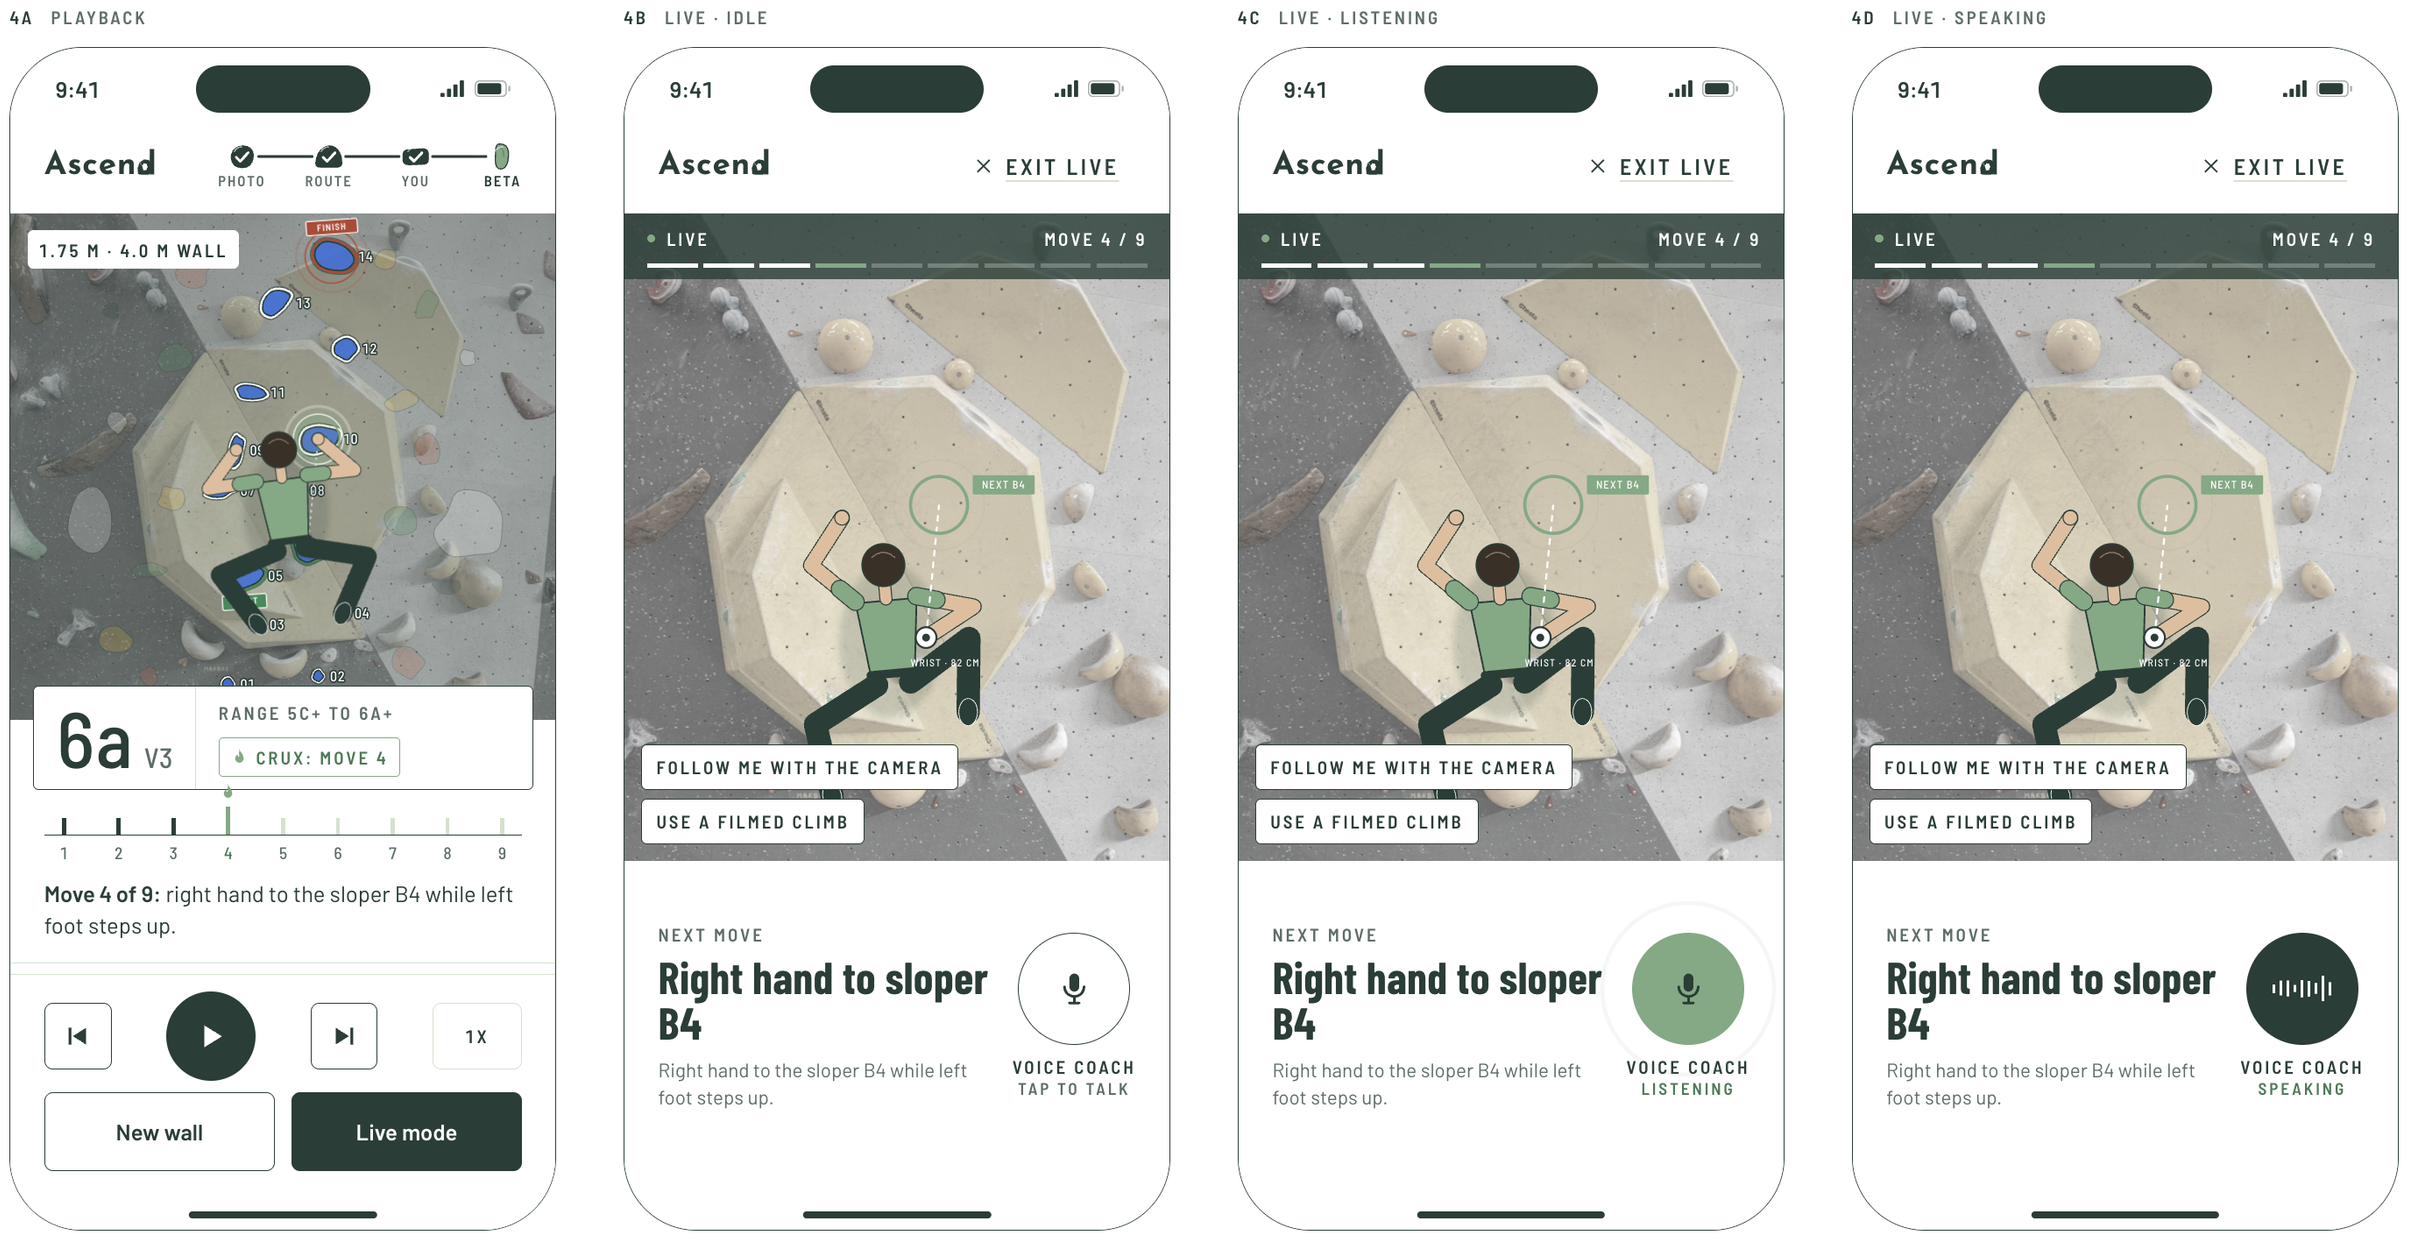 4A PLAYBACK
9:41
Ascend
PHOTO ROUTE YOU BETA
1.75 M · 4.0 M WALL
FINISH
14
13
12
11
10
09
07
08
05
04
03
02
01
6a V3
RANGE 5C+ TO 6A+
CRUX: MOVE 4
1 2 3 4 5 6 7 8 9
Move 4 of 9: right hand to the sloper B4 while left
foot steps up.
1X
New wall
Live mode
4B LIVE · IDLE
9:41
Ascend
× EXIT LIVE
LIVE
MOVE 4 / 9
NEXT B4
WRIST · 82 CM
FOLLOW ME WITH THE CAMERA
USE A FILMED CLIMB
NEXT MOVE
Right hand to sloper
B4
Right hand to the sloper B4 while left
foot steps up.
VOICE COACH
TAP TO TALK
4C LIVE · LISTENING
9:41
Ascend
× EXIT LIVE
LIVE
MOVE 4 / 9
NEXT B4
WRIST · 82 CM
FOLLOW ME WITH THE CAMERA
USE A FILMED CLIMB
NEXT MOVE
Right hand to sloper
B4
Right hand to the sloper B4 while left
foot steps up.
VOICE COACH
LISTENING
4D LIVE · SPEAKING
9:41
Ascend
× EXIT LIVE
LIVE
MOVE 4 / 9
NEXT B4
WRIST · 82 CM
FOLLOW ME WITH THE CAMERA
USE A FILMED CLIMB
NEXT MOVE
Right hand to sloper
B4
Right hand to the sloper B4 while left
foot steps up.
VOICE COACH
SPEAKING